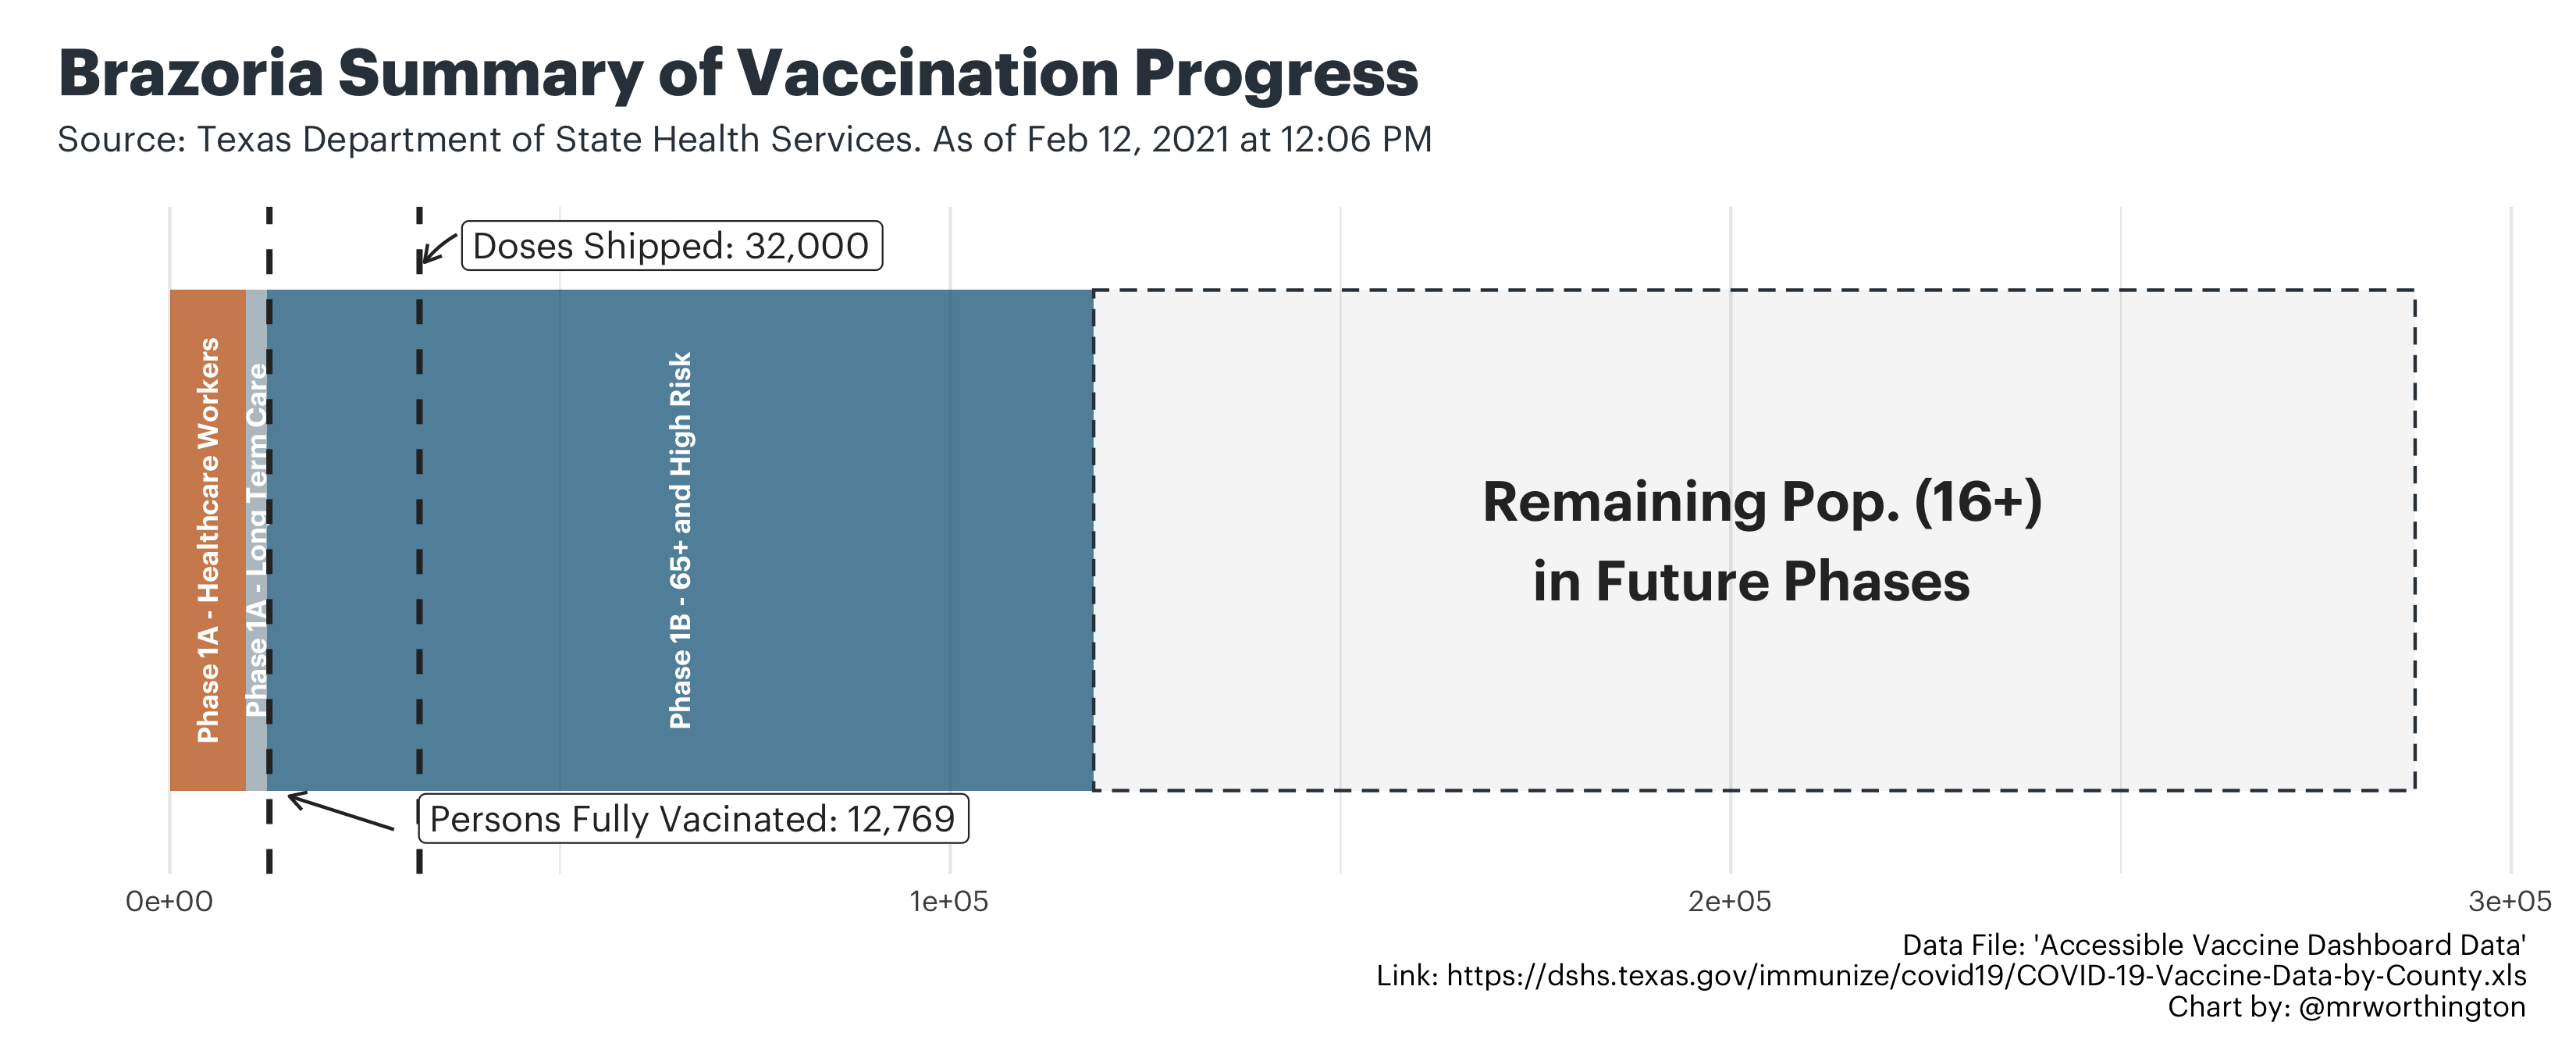 Brazoria Summary of Vaccination Progress
Source: Texas Department of State Health Services. As of Feb 12, 2021 at 12:06 PM
Doses Shipped: 32,000
Phase 1A - Healthcare Workers
Phase 1A - Long Term Care
Phase 1B - 65+ and High Risk
Remaining Pop. (16+)
in Future Phases
Persons Fully Vacinated: 12,769
0e+00
1e+05
2e+05
3e+05
Data File: 'Accessible Vaccine Dashboard Data'
Link: https://dshs.texas.gov/immunize/covid19/COVID-19-Vaccine-Data-by-County.xls
Chart by: @mrworthington